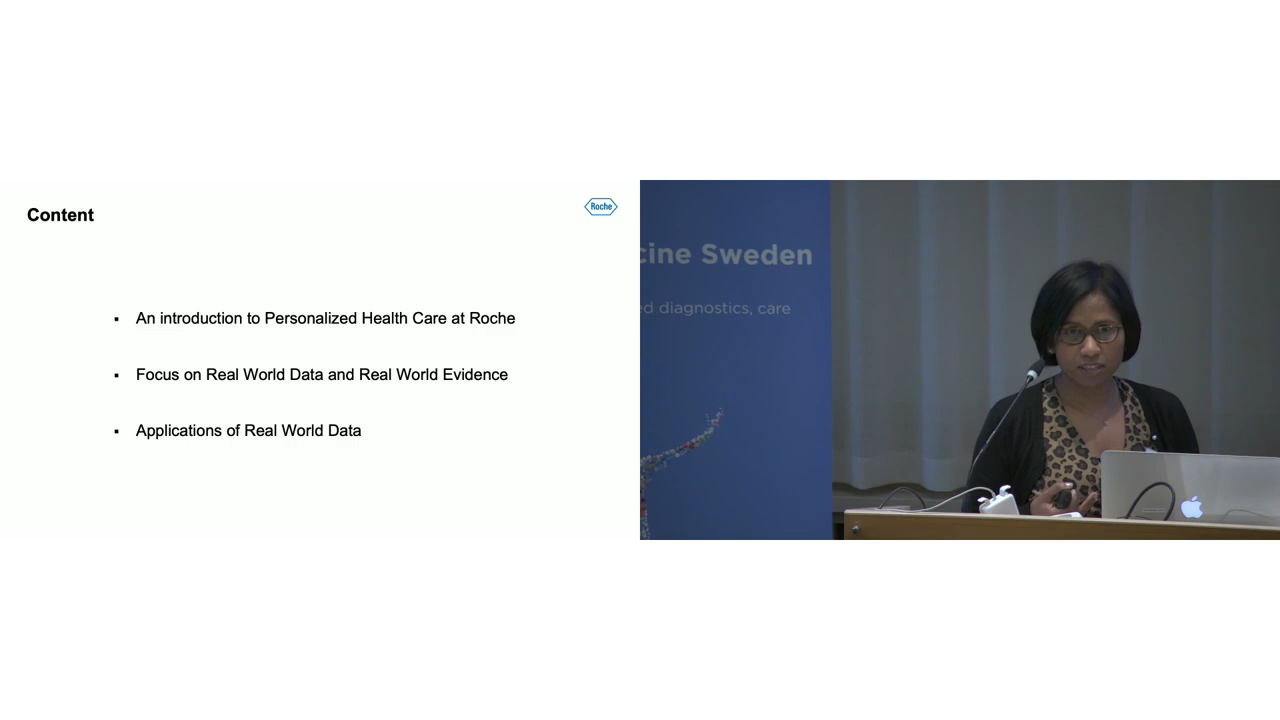 Content
Roche
An introduction to Personalized Health Care at Roche
Focus on Real World Data and Real World Evidence
Applications of Real World Data
cine Sweden
ed diagnostics, care